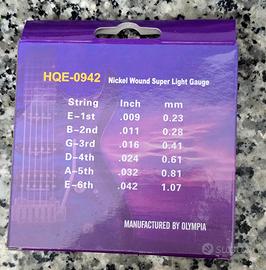 HQE-0942 Nickel Wound Super Light Gauge
String Inch mm
E-1st .009 0.23
B-2nd .011 0.28
G-3rd .016 0.41
D-4th .024 0.61
A-5th .032 0.81
E-6th .042 1.07
MANUFACTURED BY OLYMPIA
Subito